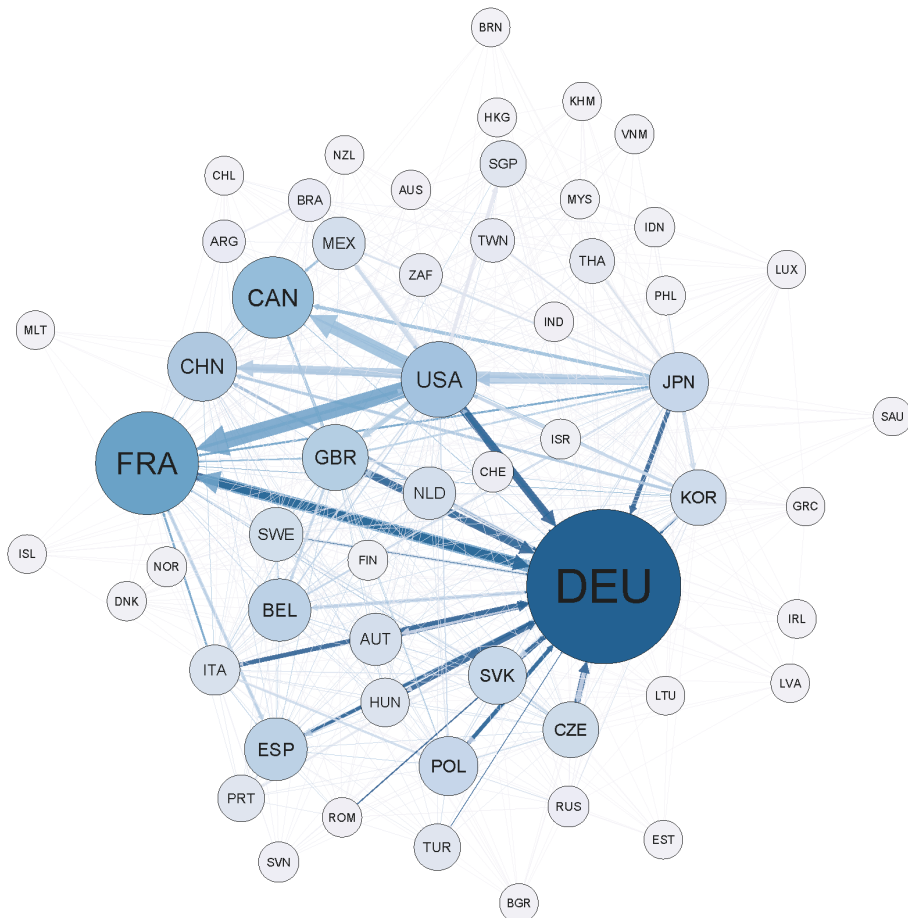 BRN
KHM
HKG
VNM
NZL
SGP
CHL
AUS
BRA
MYS
IDN
ARG
MEX
TWN
THA
LUX
ZAF
PHL
CAN
IND
MLT
CHN
USA
JPN
SAU
ISR
FRA
GBR
CHE
NLD
KOR
GRC
SWE
ISL
NOR
FIN
DEU
DNK
BEL
IRL
AUT
ITA
SVK
LVA
LTU
HUN
CZE
ESP
POL
PRT
RUS
ROM
EST
TUR
SVN
BGR